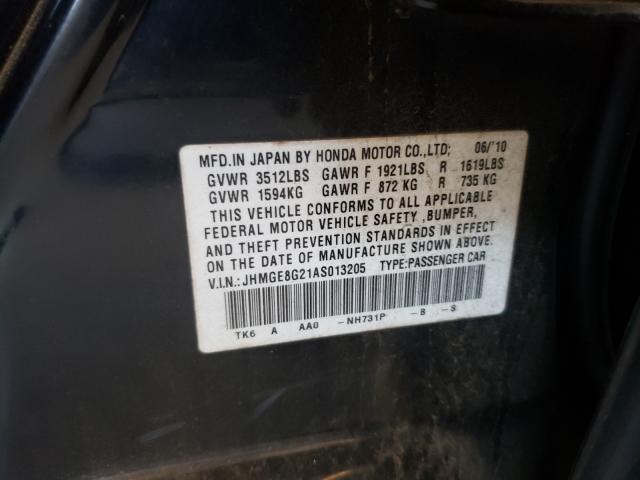 MFD. IN JAPAN BY HONDA MOTOR CO., LTD; 06/'10
GVWR 3512LBS GAWR F 1921LBS R 1619LBS
GVWR 1594KG GAWR F 872 KG R 735 KG
THIS VEHICLE CONFORMS TO ALL APPLICABLE
FEDERAL MOTOR VEHICLE SAFETY ,BUMPER,
AND THEFT PREVENTION STANDARDS IN EFFECT
ON THE DATE OF MANUFACTURE SHOWN ABOVE.
V.I.N.:JHMGE8G21AS013205 TYPE:PASSENGER CAR
TK6 A AA0 -NH731P -B -S